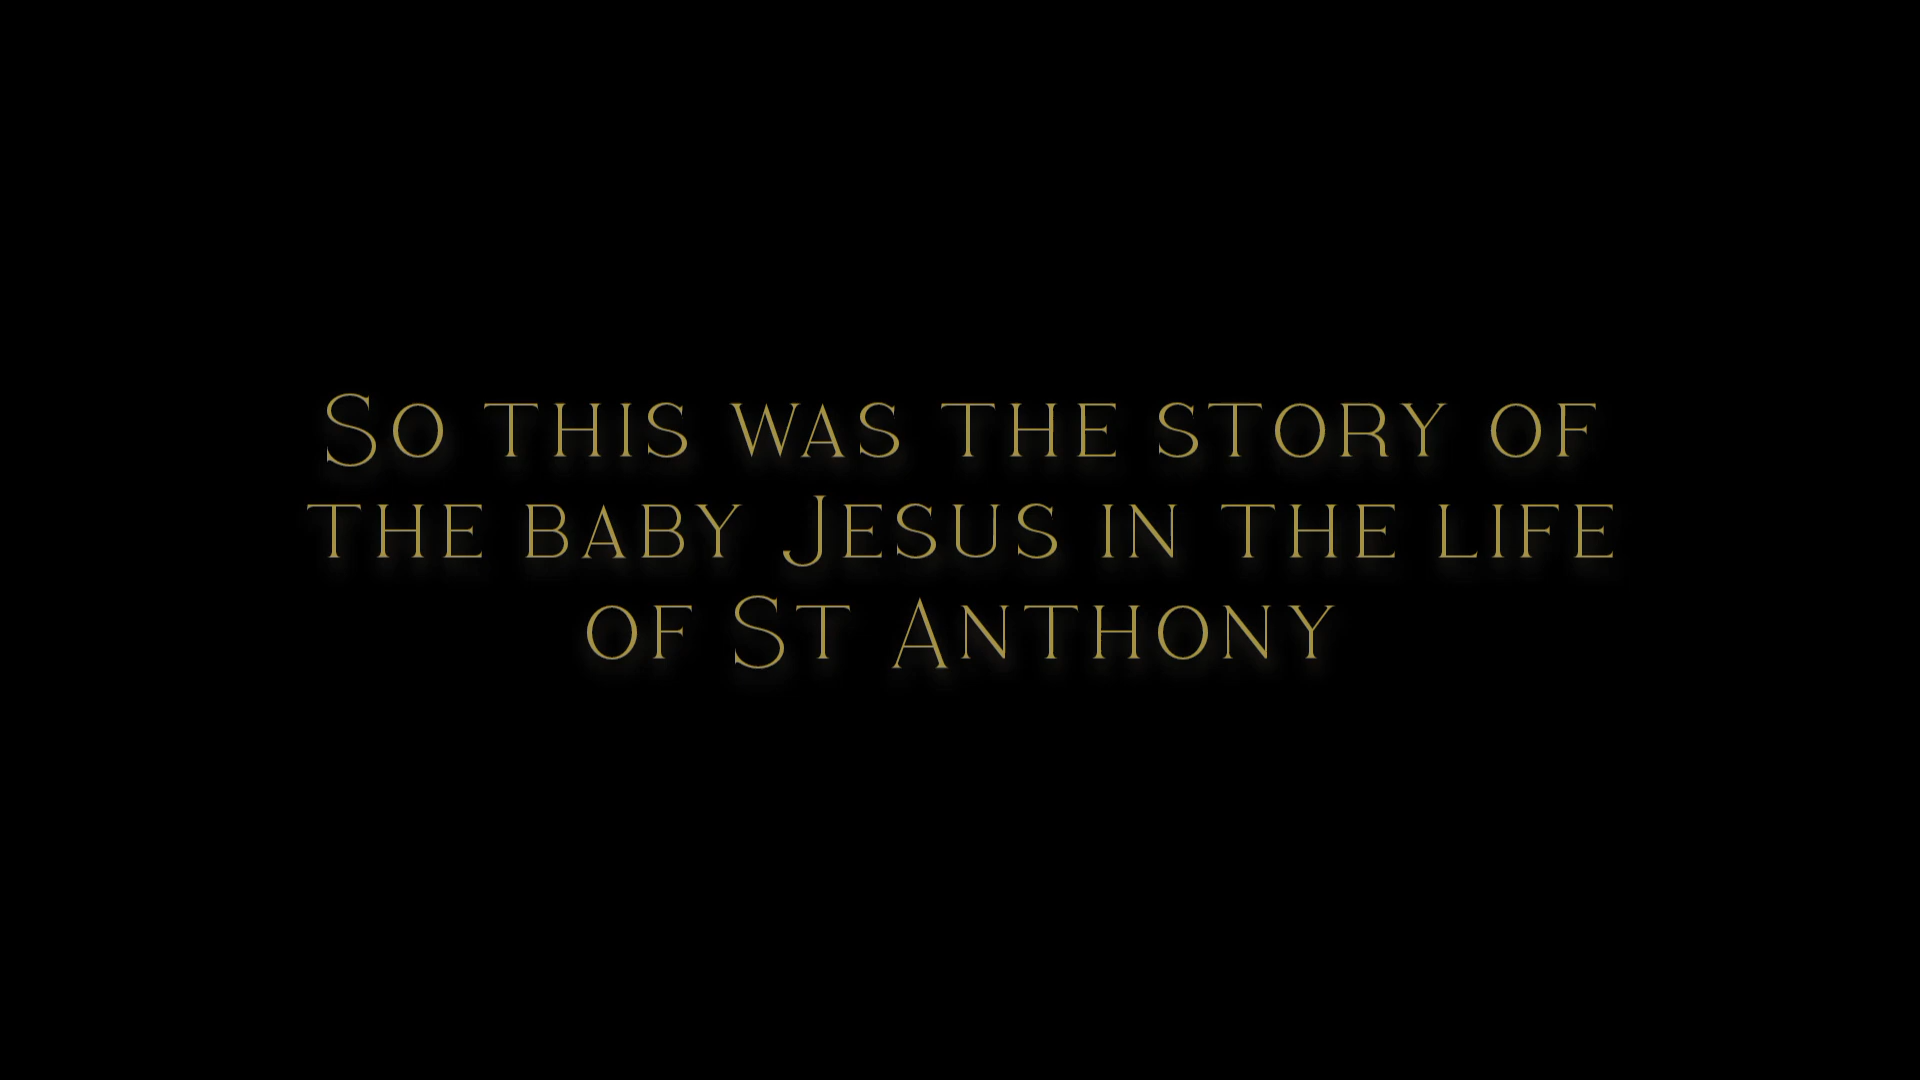 So this was the story of
the baby Jesus in the life
of St Anthony